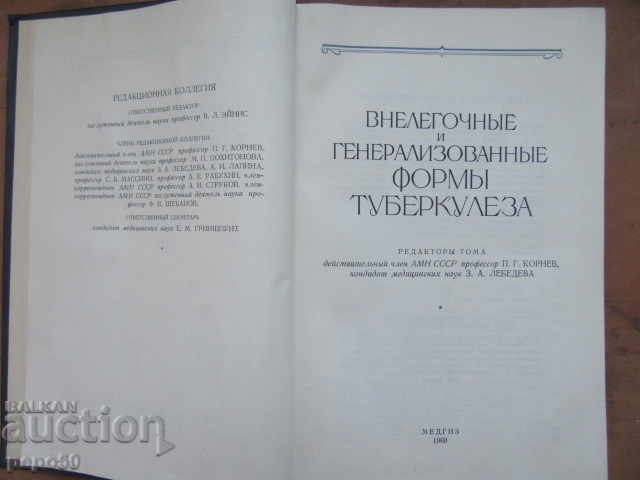 РЕДАКЦИОННАЯ КОЛЛЕГИЯ
ОТВЕТСТВЕННЫЙ РЕДАКТОР
заслуженный деятель науки профессор В. Л. ЭЙНИС
ЧЛЕНЫ РЕДАКЦИОННОЙ КОЛЛЕГИИ:
действительный член АМН СССР профессор П. Г. КОРНЕВ,
заслуженный деятель науки профессор М. П. ПОХИТОНОВА,
кандидат медицинских наук З. А. ЛЕБЕДЕВА, А. И. ЛАПИНА,
профессор С. Е. МАССИНО, профессор А. Е. РАБУХИН, член-
корреспондент АМН СССР профессор А. И. СТРУКОВ, член-
корреспондент АМН СССР заслуженный деятель науки про-
фессор Ф. В. ШЕБАНОВ.
ОТВЕТСТВЕННЫЙ СЕКРЕТАРЬ
кандидат медицинских наук Е. М.
ВНЕЛЕГОЧНЫЕ
И
ГЕНЕРАЛИЗОВАННЫЕ
ФОРМЫ
ТУБЕРКУЛЕЗА
РЕДАКТОРЫ ТОМА
действительный член АМН СССР профессор П. Г. КОРНЕВ,
кандидат медицинских наук З. А. ЛЕБЕДЕВА
МЕДГИЗ
1960
BALKAN
auction
papo50